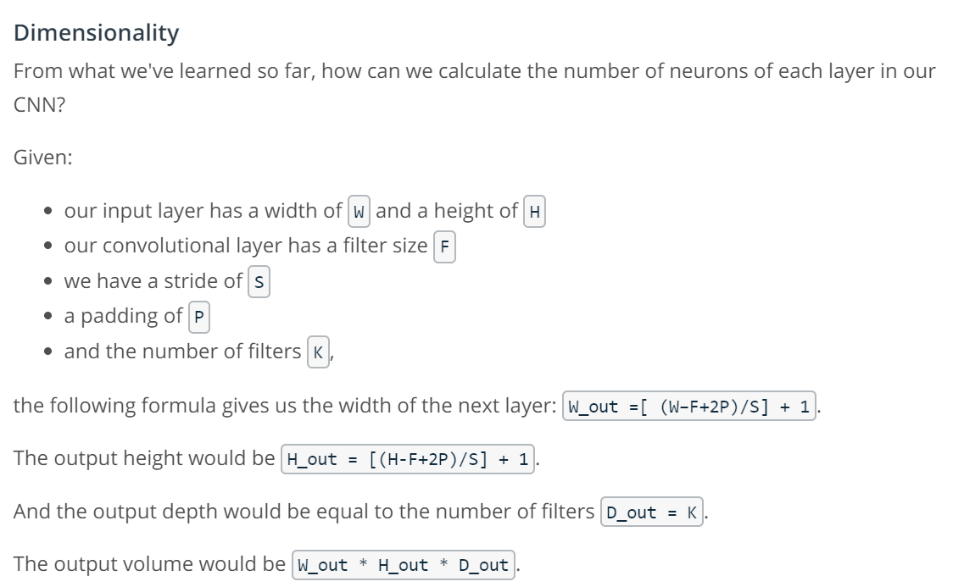 Dimensionality
From what we've learned so far, how can we calculate the number of neurons of each layer in our
CNN?
Given:
• our input layer has a width of W and a height of H
• our convolutional layer has a filter size F
• we have a stride of S
• a padding of P
• and the number of filters K,
the following formula gives us the width of the next layer: W_out =[ (W−F+2P)/S] + 1.
The output height would be H_out = [(H-F+2P)/S] + 1.
And the output depth would be equal to the number of filters D_out = K.
The output volume would be W_out * H_out * D_out.